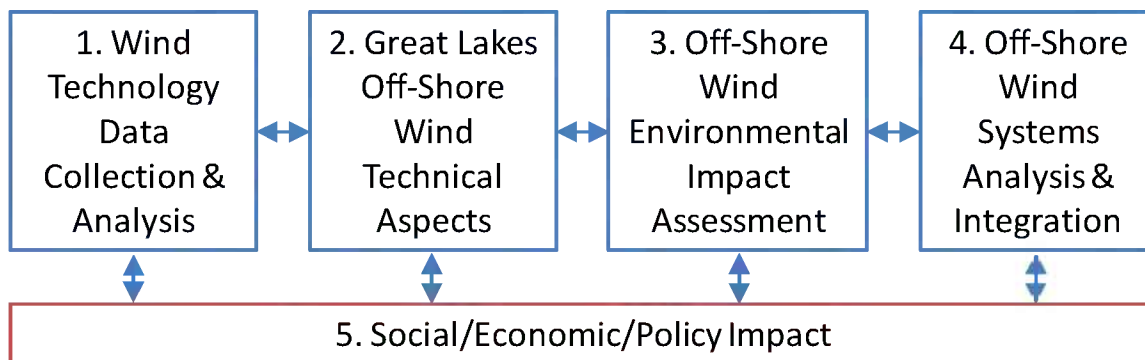 1. Wind
Technology
Data
Collection &
Analysis
2. Great Lakes
Off-Shore
Wind
Technical
Aspects
3. Off-Shore
Wind
Environmental
Impact
Assessment
4. Off-Shore
Wind
Systems
Analysis &
Integration
5. Social/Economic/Policy Impact